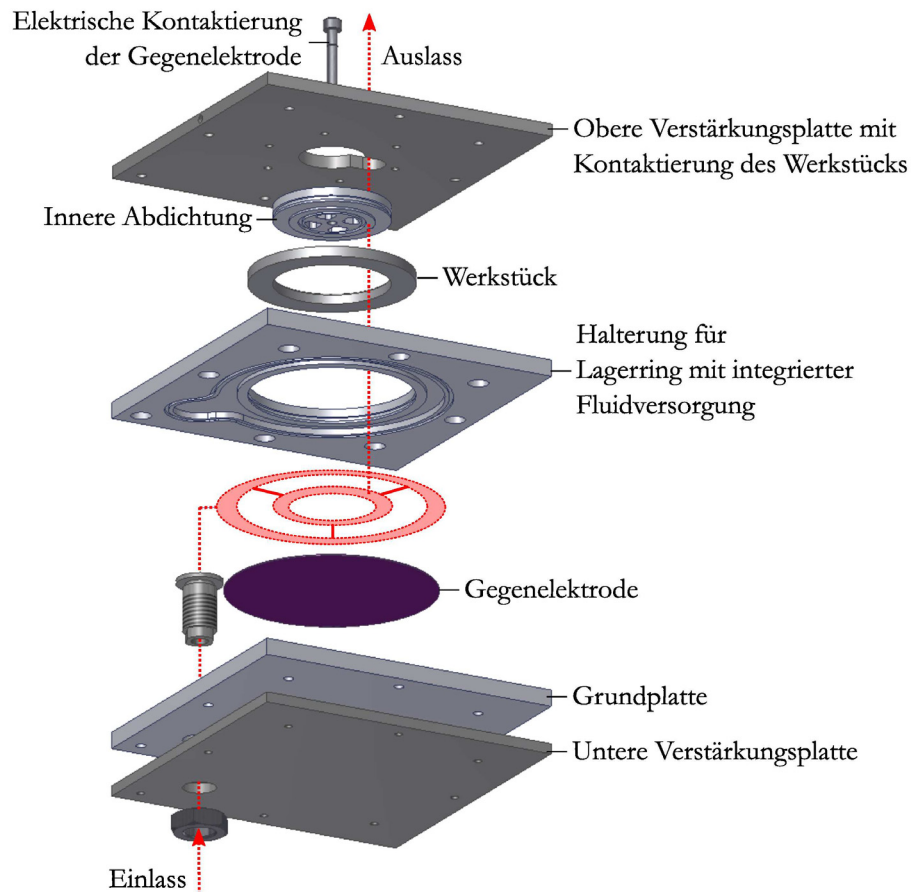 Elektrische Kontaktierung
der Gegenelektrode
Auslass
Obere Verstärkungsplatte mit
Kontaktierung des Werkstücks
Innere Abdichtung
Werkstück
Halterung für
Lagerring mit integrierter
Fluidversorgung
Gegenelektrode
Grundplatte
Untere Verstärkungsplatte
Einlass